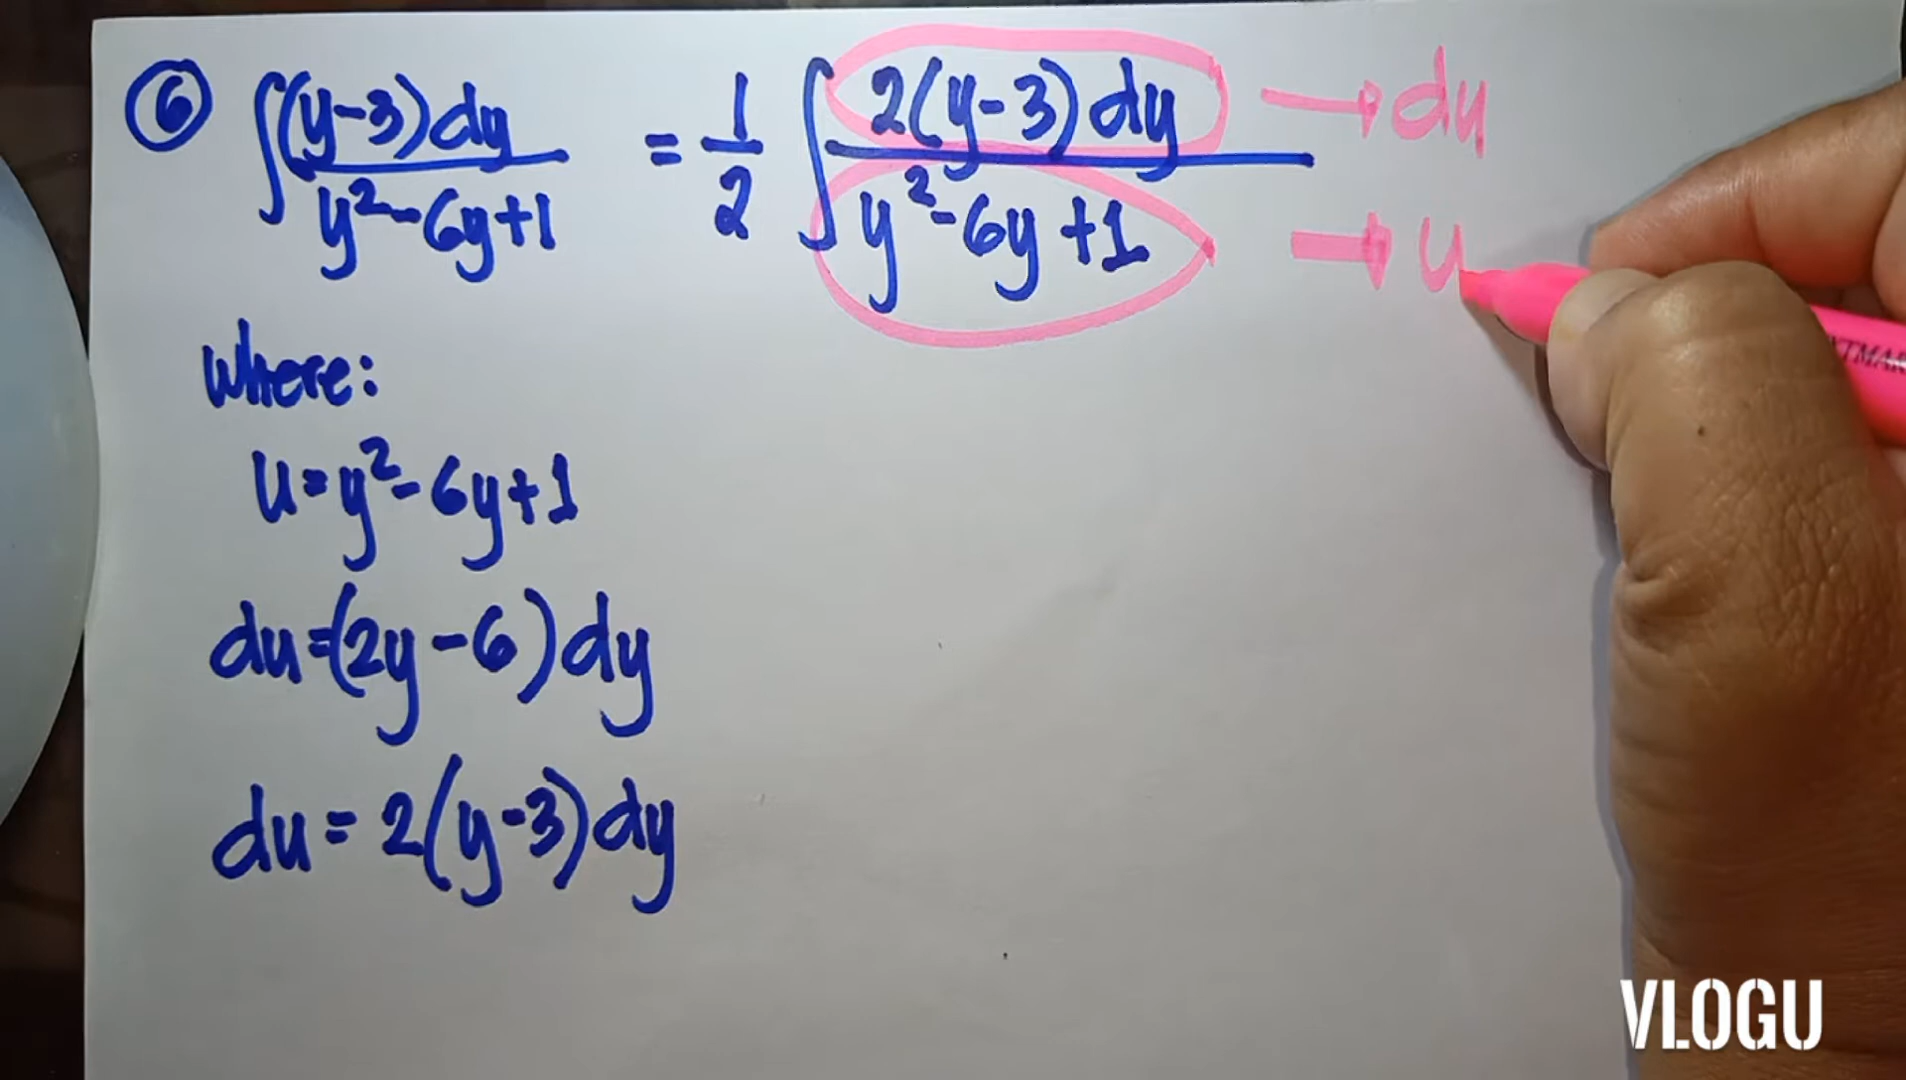 ⑥ ∫(y-3)dy / y²-6y+1 = 1/2 ∫ 2(y-3)dy / y²-6y+1 → du → u
Where:
u=y²-6y+1
du=(2y-6)dy
du=2(y-3)dy
VLOGU